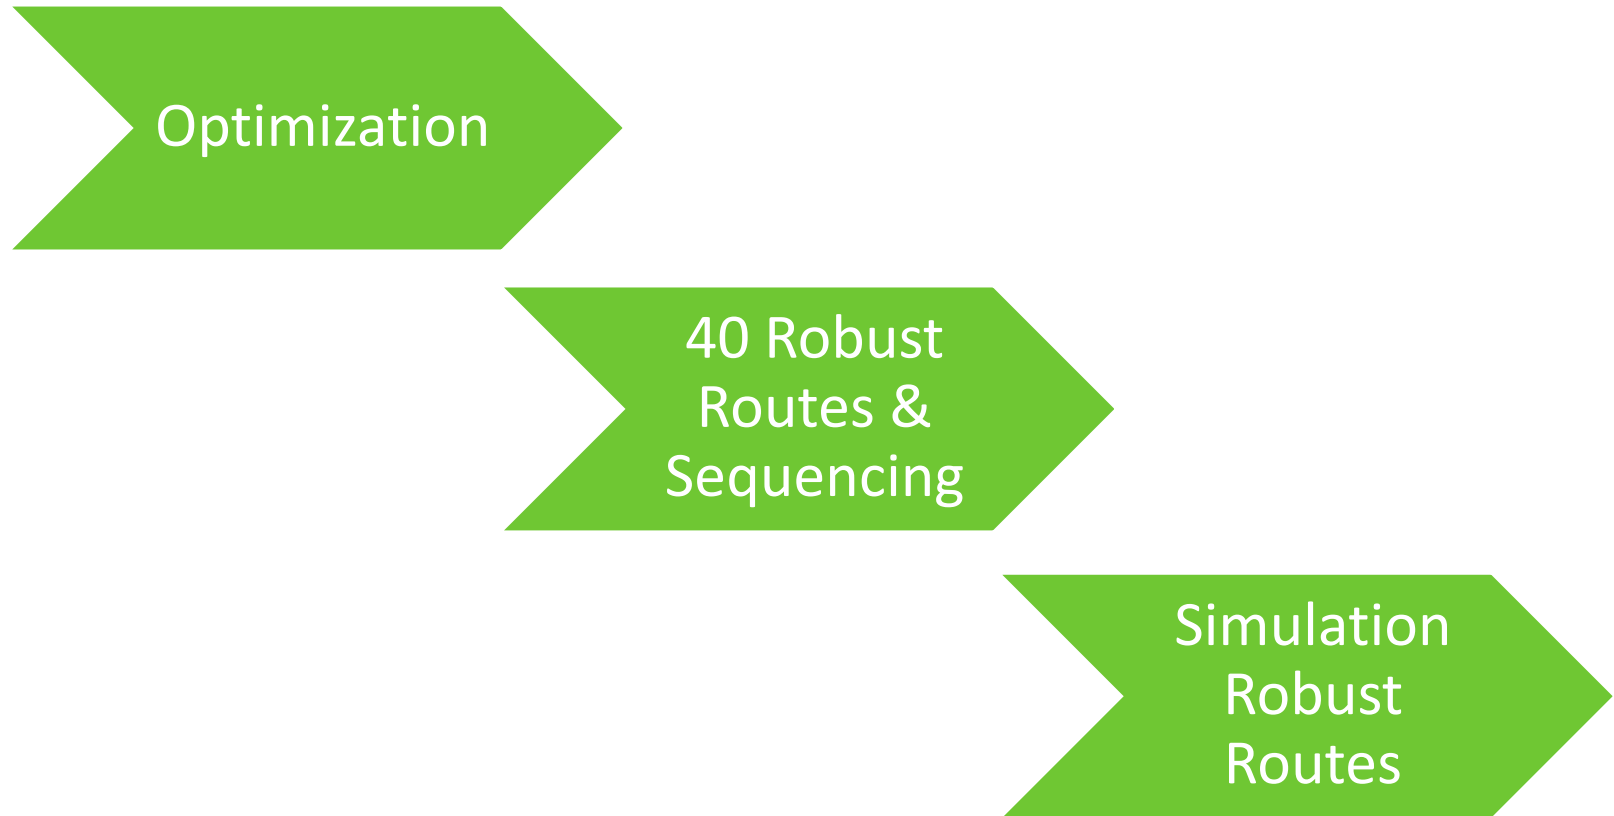 Optimization
40 Robust
Routes &
Sequencing
Simulation
Robust
Routes